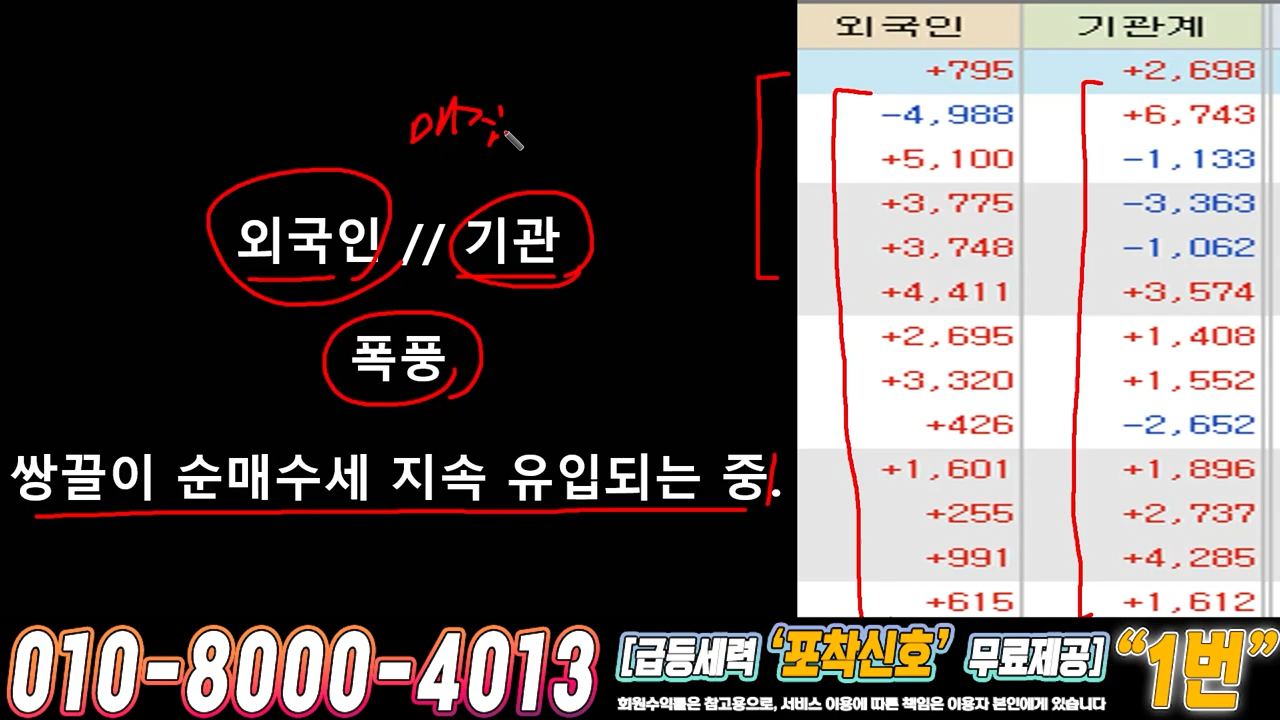 외국인 // 기관
폭풍
쌍끌이 순매수세 지속 유입되는 중.
외국인 기관계
+795 +2,698
-4,988 +6,743
+5,100 -1,133
+3,775 -3,363
+3,748 -1,062
+4,411 +3,574
+2,695 +1,408
+3,320 +1,552
+426 -2,652
+1,601 +1,896
+255 +2,737
+991 +4,285
+615 +1,612
010-8000-4013
[급등세력 '포착신호' 무료제공] "1번"
회원수익률은 참고용으로, 서비스 이용에 따른 책임은 이용자 본인에게 있습니다